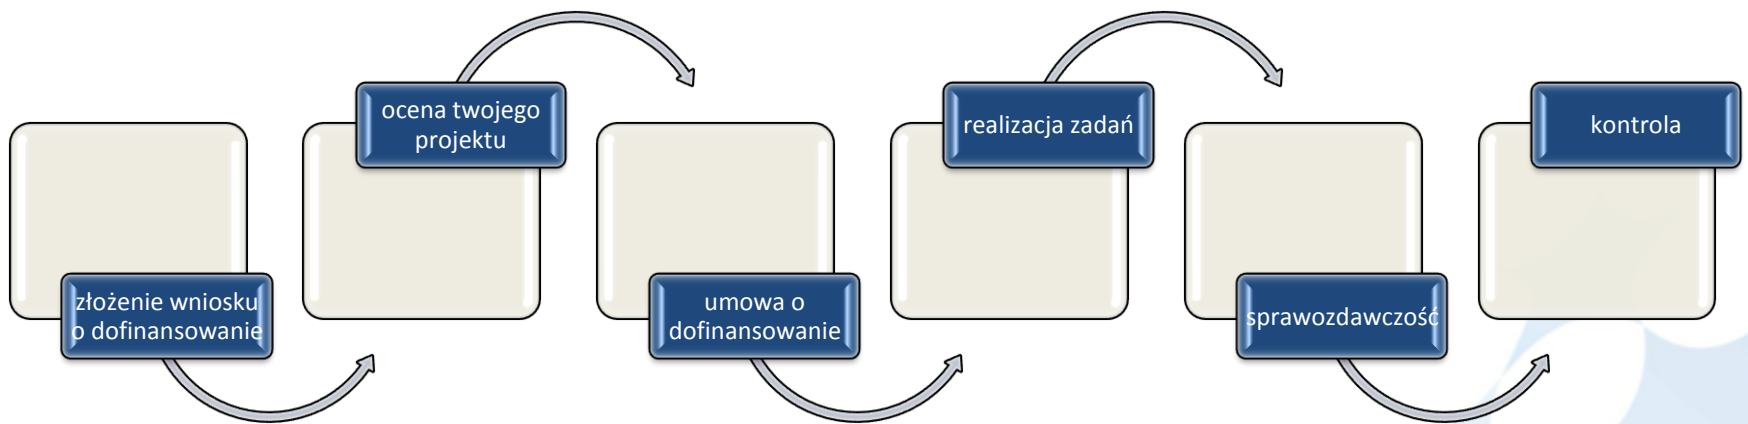 złożenie wniosku
o dofinansowanie
ocena twojego
projektu
umowa o
dofinansowanie
realizacja zadań
sprawozdawczość
kontrola